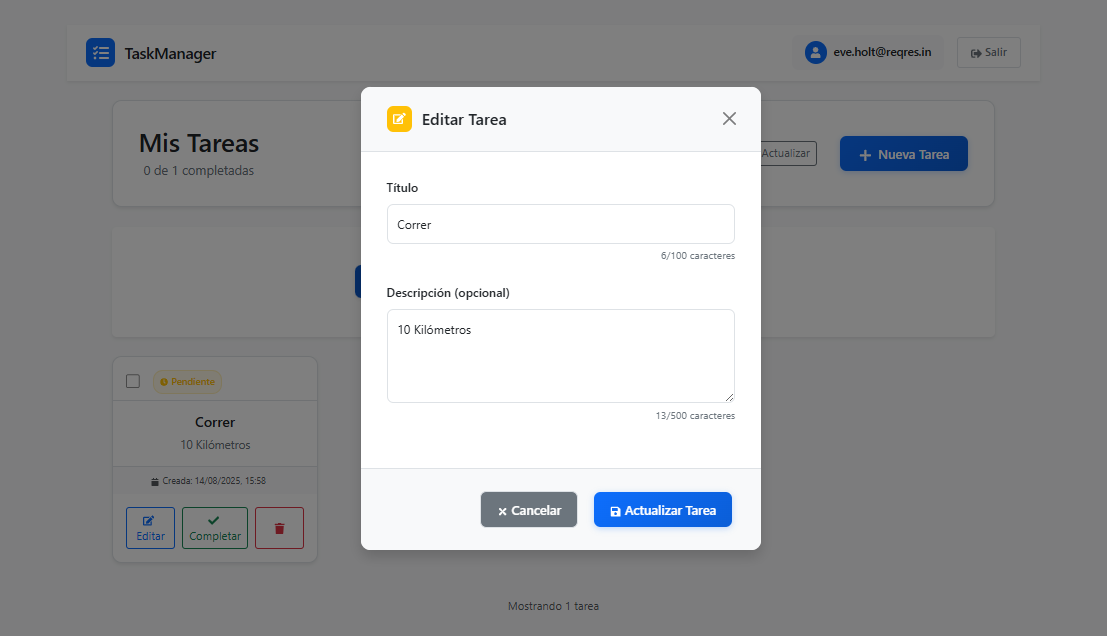 TaskManager
eve.holt@reqres.in
Salir
Mis Tareas
0 de 1 completadas
Actualizar
Nueva Tarea
Editar Tarea
Título
Correr
6/100 caracteres
Descripción (opcional)
10 Kilómetros
13/500 caracteres
Cancelar
Actualizar Tarea
Pendiente
Correr
10 Kilómetros
Creada: 14/08/2025, 15:58
Editar
Completar
Mostrando 1 tarea